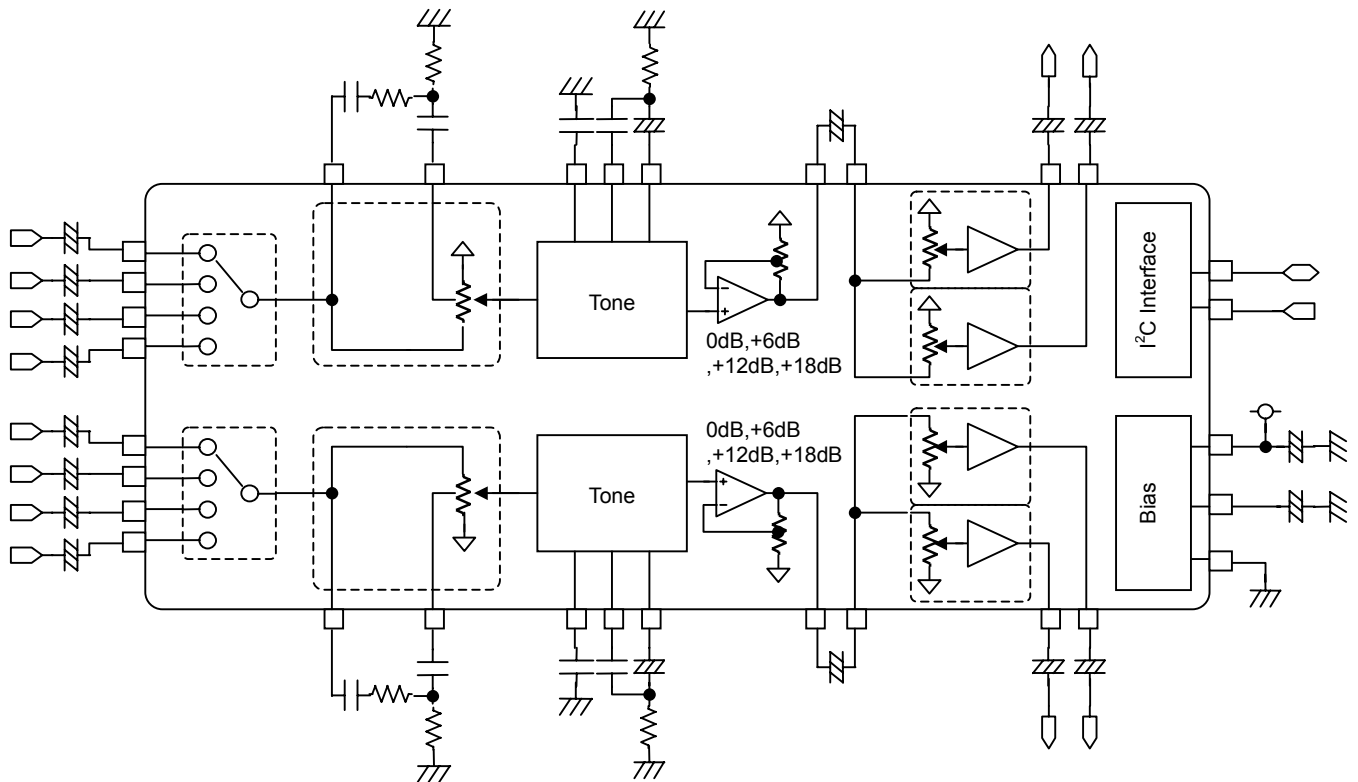 Tone
0dB,+6dB
,+12dB,+18dB
I²C Interface
0dB,+6dB
,+12dB,+18dB
Tone
Bias